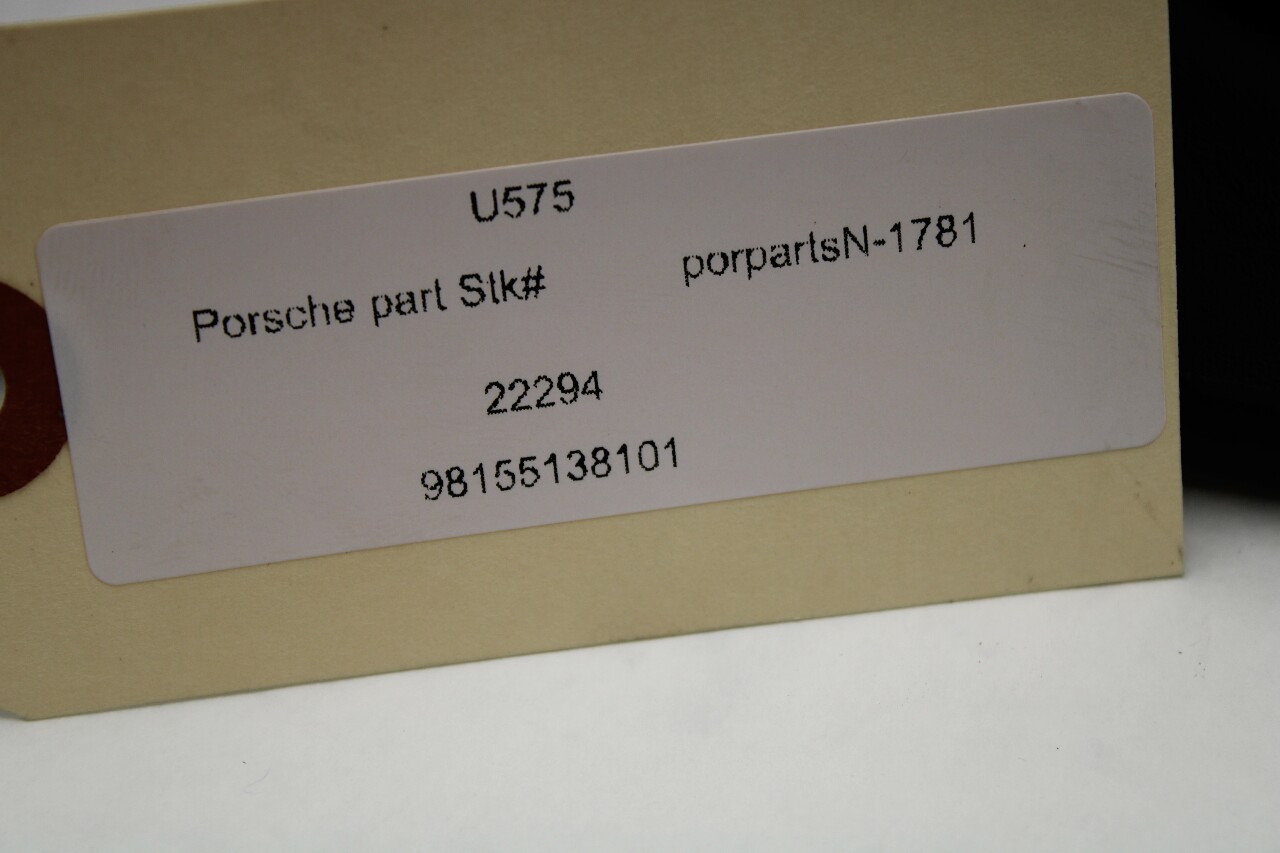 U575
Porsche part Stk# porpartsN-1781
22294
98155138101